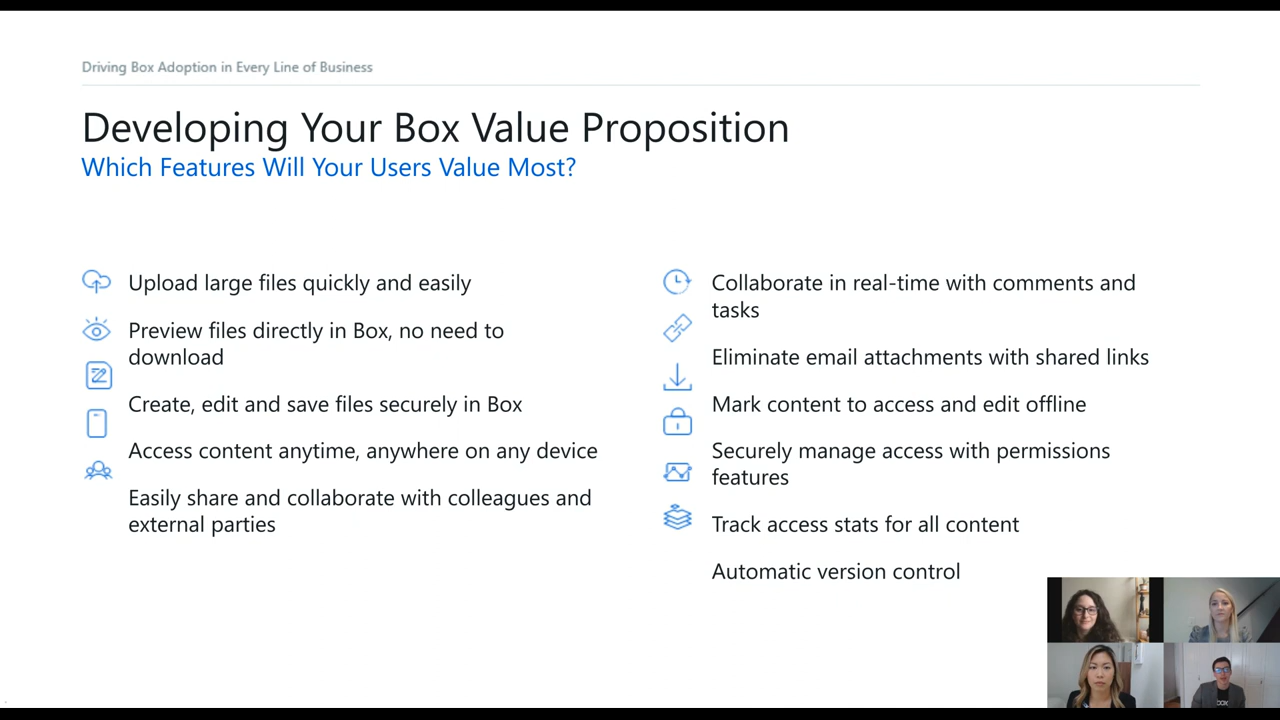 Driving Box Adoption in Every Line of Business
Developing Your Box Value Proposition
Which Features Will Your Users Value Most?
Upload large files quickly and easily
Preview files directly in Box, no need to
download
Create, edit and save files securely in Box
Access content anytime, anywhere on any device
Easily share and collaborate with colleagues and
external parties
Collaborate in real-time with comments and
tasks
Eliminate email attachments with shared links
Mark content to access and edit offline
Securely manage access with permissions
features
Track access stats for all content
Automatic version control